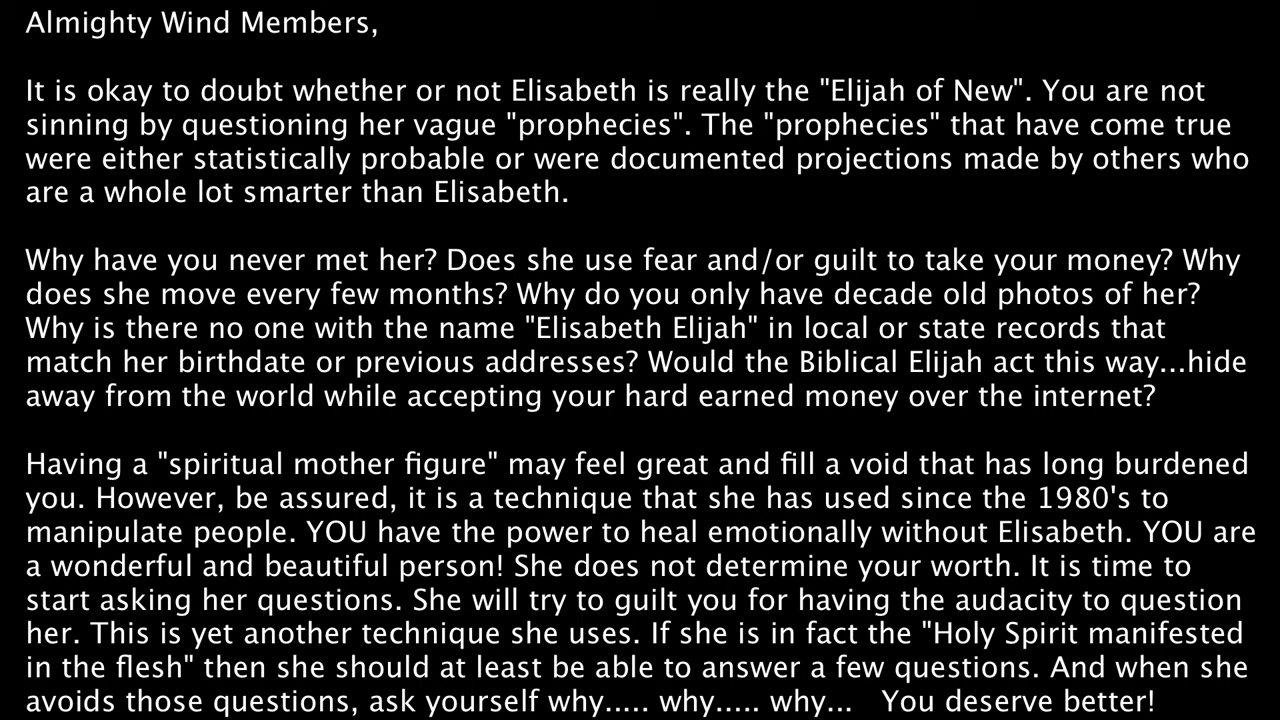 Almighty Wind Members,
It is okay to doubt whether or not Elisabeth is really the "Elijah of New". You are not
sinning by questioning her vague "prophecies". The "prophecies" that have come true
were either statistically probable or were documented projections made by others who
are a whole lot smarter than Elisabeth.
Why have you never met her? Does she use fear and/or guilt to take your money? Why
does she move every few months? Why do you only have decade old photos of her?
Why is there no one with the name "Elisabeth Elijah" in local or state records that
match her birthdate or previous addresses? Would the Biblical Elijah act this way...hide
away from the world while accepting your hard earned money over the internet?
Having a "spiritual mother figure" may feel great and fill a void that has long burdened
you. However, be assured, it is a technique that she has used since the 1980's to
manipulate people. YOU have the power to heal emotionally without Elisabeth. YOU are
a wonderful and beautiful person! She does not determine your worth. It is time to
start asking her questions. She will try to guilt you for having the audacity to question
her. This is yet another technique she uses. If she is in fact the "Holy Spirit manifested
in the flesh" then she should at least be able to answer a few questions. And when she
avoids those questions, ask yourself why..... why..... why...   You deserve better!